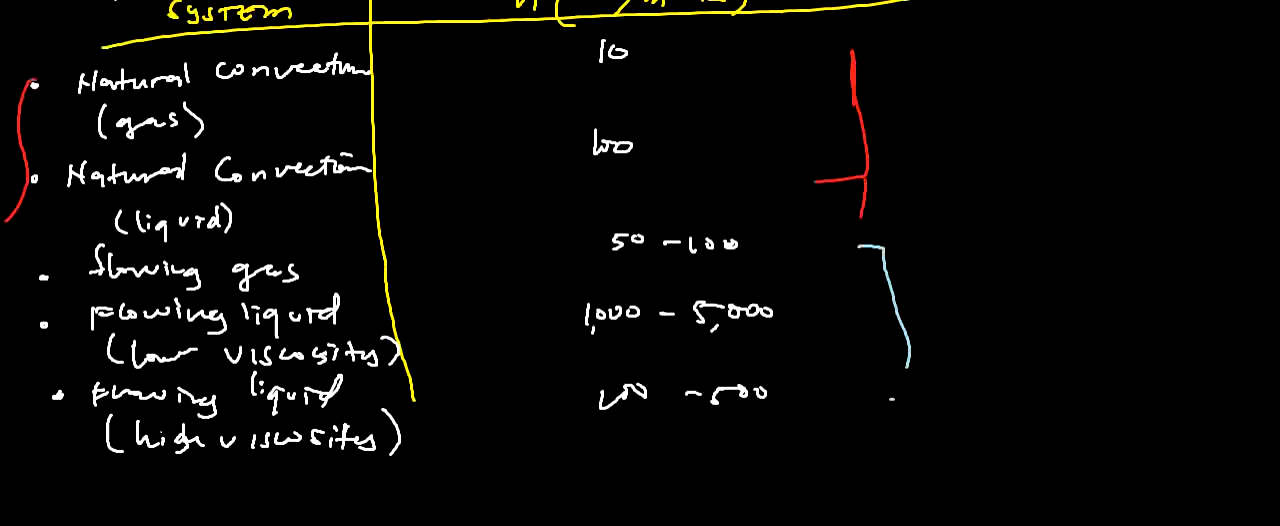 SYSTEM
10
Natural Convection
(gas)
100
Natural Convection
(liquid)
50 - 100
flowing gas
flowing liquid 1,000 - 5,000
(low viscosity)
flowing liquid 100 - 500
(high viscosity)